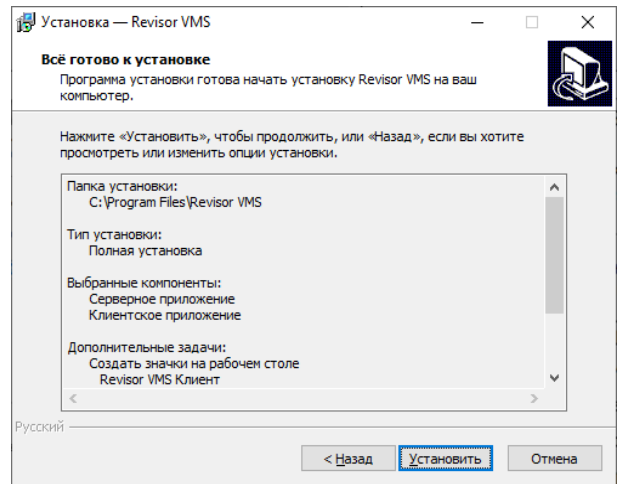 Установка — Revisor VMS
Всё готово к установке
Программа установки готова начать установку Revisor VMS на ваш
компьютер.
Нажмите «Установить», чтобы продолжить, или «Назад», если вы хотите
просмотреть или изменить опции установки.
Папка установки:
C:\Program Files\Revisor VMS
Тип установки:
Полная установка
Выбранные компоненты:
Серверное приложение
Клиентское приложение
Дополнительные задачи:
Создать значки на рабочем столе
Revisor VMS Клиент
Русский
< Назад
Установить
Отмена